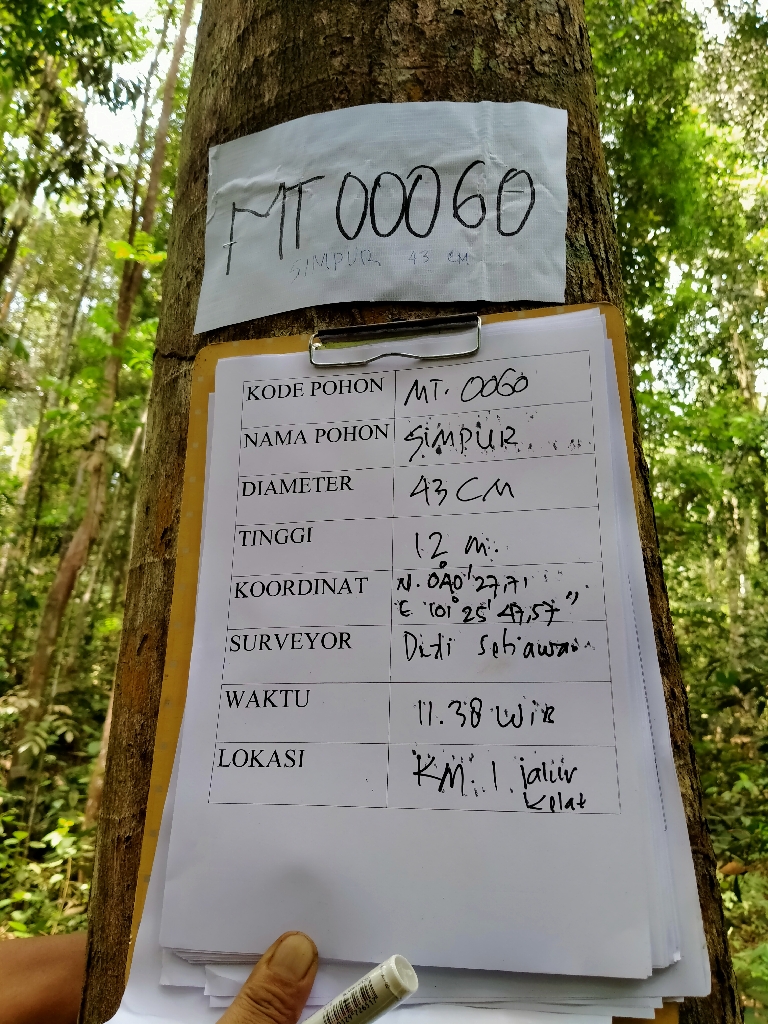 MT 00060
SIMPUR 43 CM
KODE POHON MT. 0060
NAMA POHON SIMPUR
DIAMETER 43 CM
TINGGI 12 m.
KOORDINAT N. 0°40'27,71
E 101° 25' 47,57"
SURVEYOR Didi Setiawan
WAKTU 11.38 WIB
LOKASI KM. 1. jalur
kelat